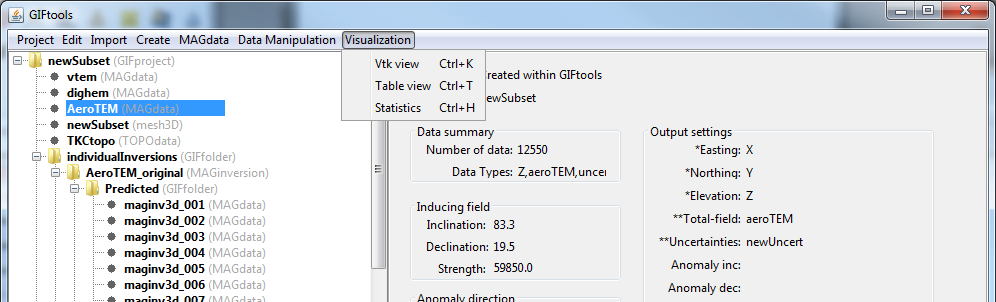 GIFtools
Project Edit Import Create MAGdata Data Manipulation Visualization
Vtk view Ctrl+K
Table view Ctrl+T
Statistics Ctrl+H
newSubset (GIFproject)
vtem (MAGdata)
dighem (MAGdata)
AeroTEM (MAGdata)
newSubset (mesh3D)
TKCtopo (TOPOdata)
individualInversions (GIFfolder)
AeroTEM_original (MAGinversion)
Predicted (GIFfolder)
maginv3d_001 (MAGdata)
maginv3d_002 (MAGdata)
maginv3d_003 (MAGdata)
maginv3d_004 (MAGdata)
maginv3d_005 (MAGdata)
maginv3d_006 (MAGdata)
maginv3d_007 (MAGdata)
reated within GIFtools
ewSubset
Data summary
Number of data: 12550
Data Types: Z,aeroTEM,uncer
Inducing field
Inclination: 83.3
Declination: 19.5
Strength: 59850.0
Anomaly direction
Output settings
*Easting: X
*Northing: Y
*Elevation: Z
**Total-field: aeroTEM
**Uncertainties: newUncert
Anomaly inc:
Anomaly dec: